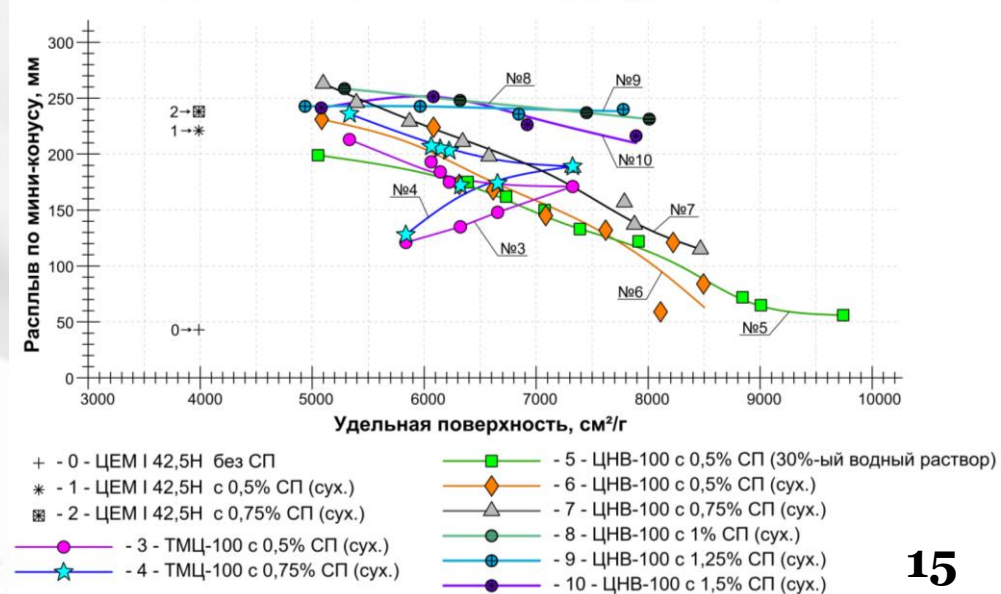 Расплыв по мини-конусу, мм
300
250
200
150
100
50
0
2→
1→
0→
№8
№9
№10
№4
№3
№7
№6
№5
3000 4000 5000 6000 7000 8000 9000 10000
Удельная поверхность, см²/г
- 0 - ЦЕМ I 42,5Н без СП
- 1 - ЦЕМ I 42,5Н с 0,5% СП (сух.)
- 2 - ЦЕМ I 42,5Н с 0,75% СП (сух.)
- 3 - ТМЦ-100 с 0,5% СП (сух.)
- 4 - ТМЦ-100 с 0,75% СП (сух.)
- 5 - ЦНВ-100 с 0,5% СП (30%-ый водный раствор)
- 6 - ЦНВ-100 с 0,5% СП (сух.)
- 7 - ЦНВ-100 с 0,75% СП (сух.)
- 8 - ЦНВ-100 с 1% СП (сух.)
- 9 - ЦНВ-100 с 1,25% СП (сух.)
- 10 - ЦНВ-100 с 1,5% СП (сух.)
15